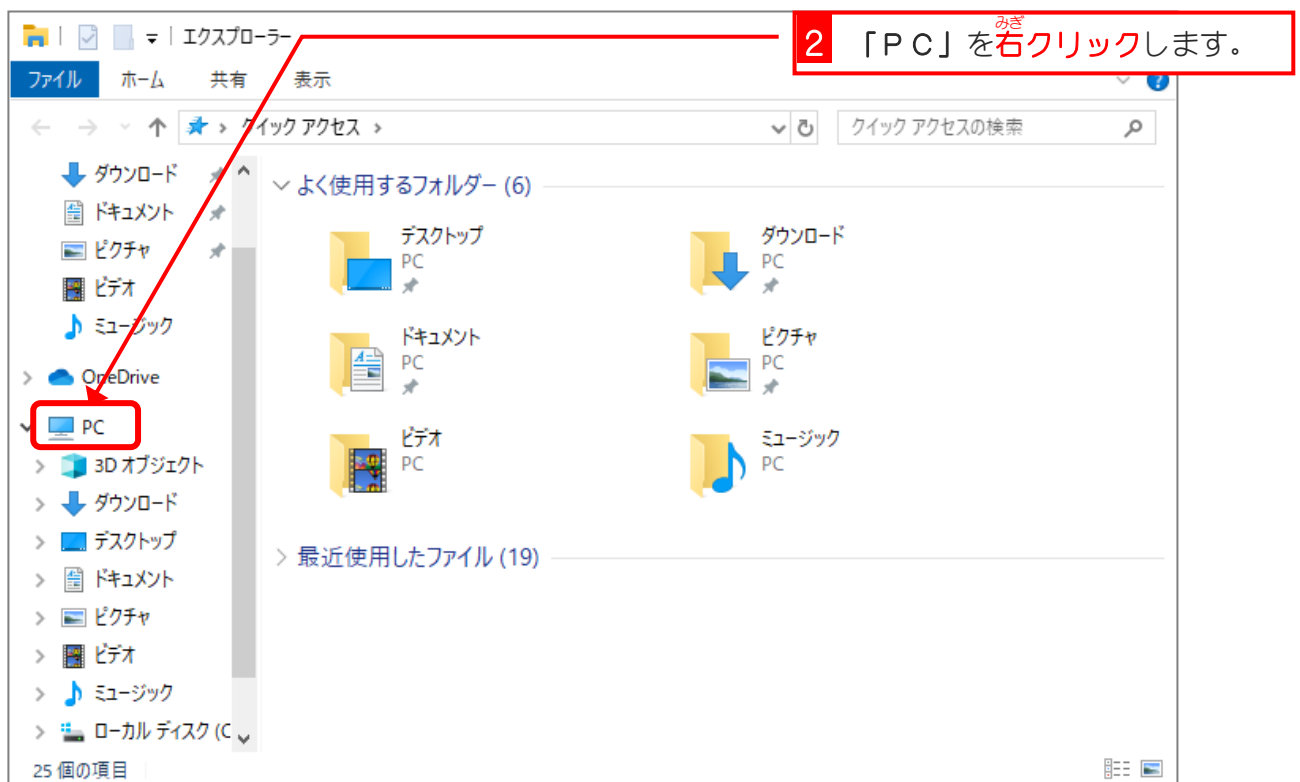 エクスプローラー
2 「ＰＣ」を右クリックします。
みぎ
ファイル ホーム 共有 表示
クイック アクセス
クイック アクセスの検索
ダウンロード
ドキュメント
ピクチャ
ビデオ
ミュージック
OneDrive
PC
3D オブジェクト
ダウンロード
デスクトップ
ドキュメント
ピクチャ
ビデオ
ミュージック
ローカル ディスク (C
よく使用するフォルダー (6)
デスクトップ
PC
ダウンロード
PC
ドキュメント
PC
ピクチャ
PC
ビデオ
PC
ミュージック
PC
最近使用したファイル (19)
25 個の項目